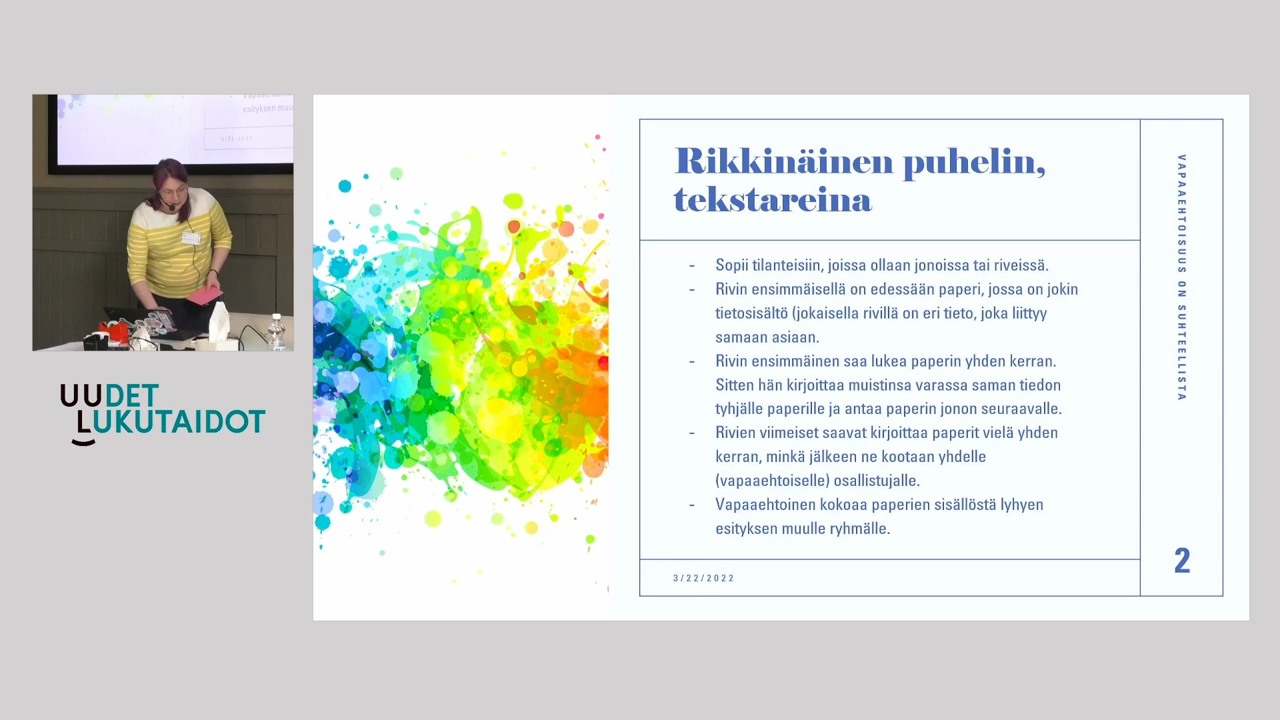 esityksen muu
UUDET
LUKUTAIDOT
Rikkinäinen puhelin,
tekstareina
- Sopii tilanteisiin, joissa ollaan jonoissa tai riveissä.
- Rivin ensimmäisellä on edessään paperi, jossa on jokin
tietosisältö (jokaisella rivillä on eri tieto, joka liittyy
samaan asiaan.
- Rivin ensimmäinen saa lukea paperin yhden kerran.
Sitten hän kirjoittaa muistinsa varassa saman tiedon
tyhjälle paperille ja antaa paperin jonon seuraavalle.
- Rivien viimeiset saavat kirjoittaa paperit vielä yhden
kerran, minkä jälkeen ne kootaan yhdelle
(vapaaehtoiselle) osallistujalle.
- Vapaaehtoinen kokoaa paperien sisällöstä lyhyen
esityksen muulle ryhmälle.
3/22/2022
VAPAAEHTOISUUS ON SUHTEELLISTA
2